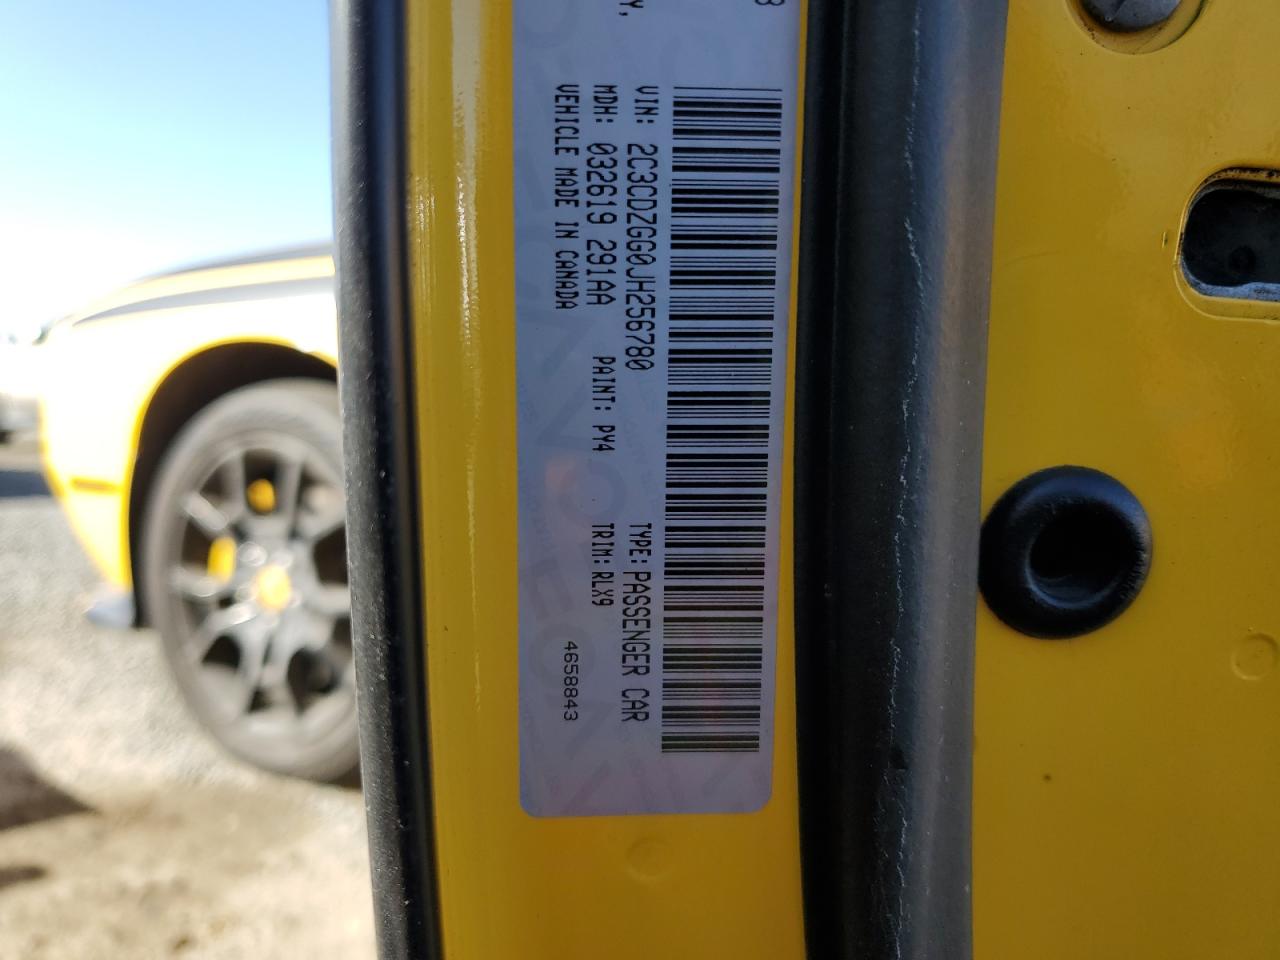 VIN: 2C3CDZGG0JH256780 TYPE: PASSENGER CAR
MDH: 032619 291AA PAINT: PY4 TRIM: RLX9
VEHICLE MADE IN CANADA 4658843